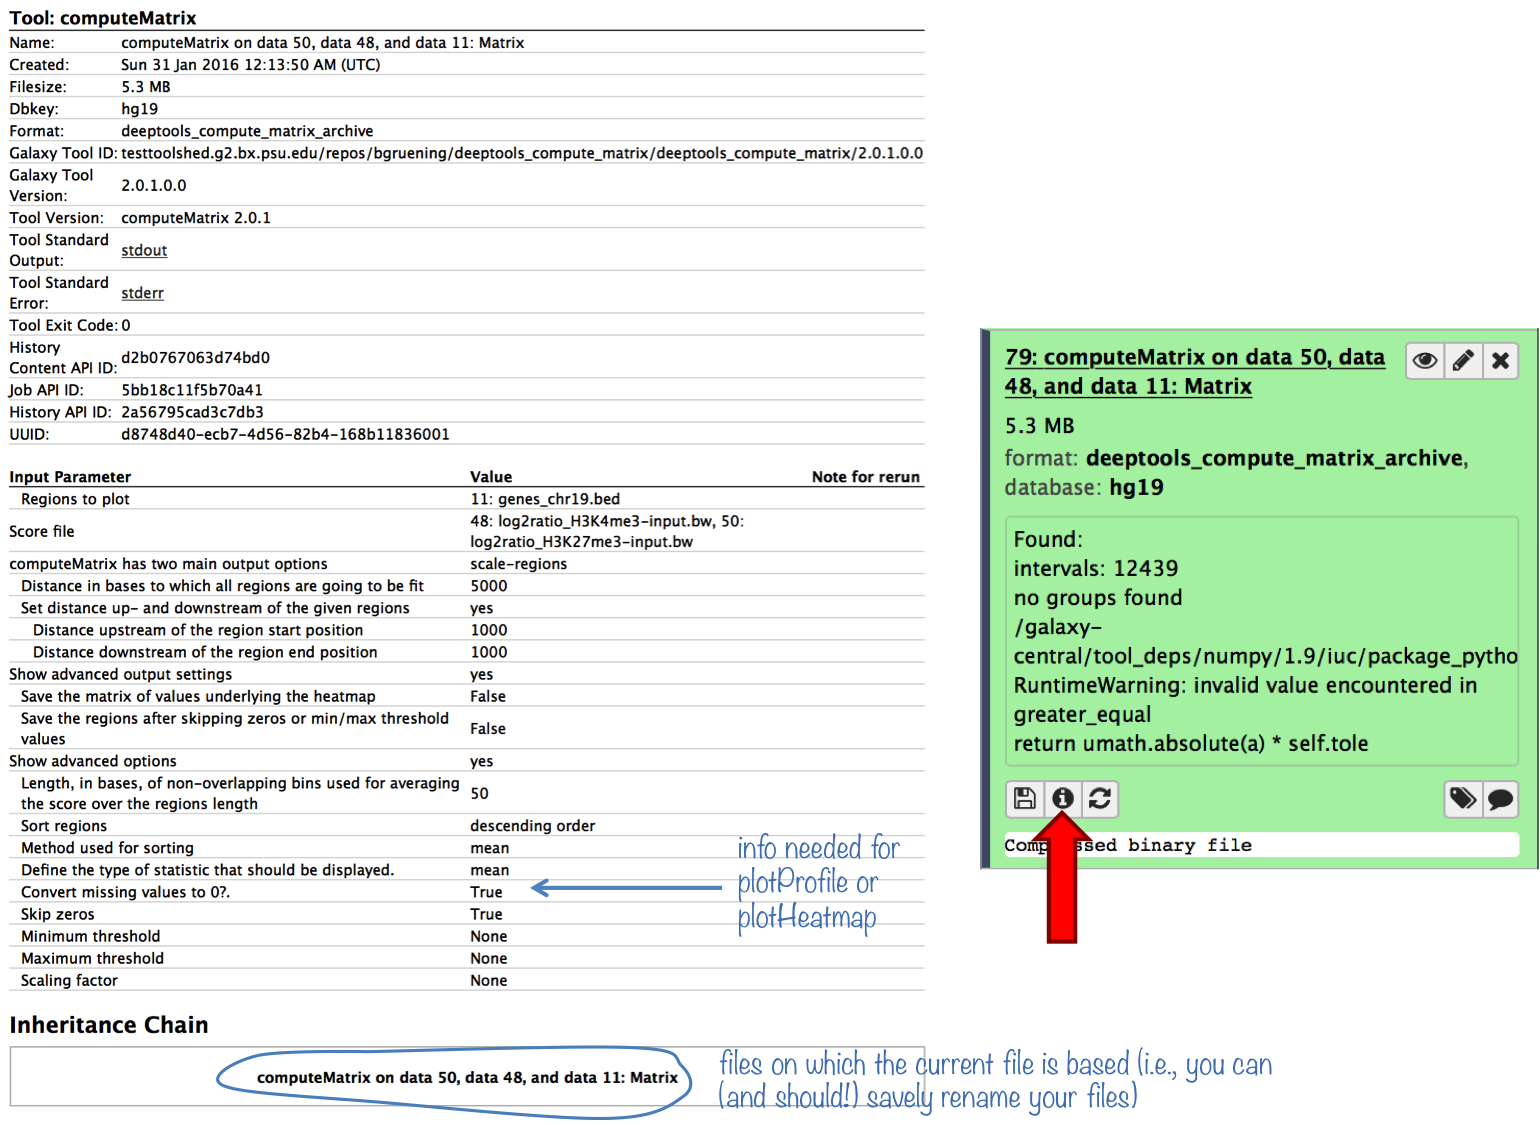 Tool: computeMatrix
Name: computeMatrix on data 50, data 48, and data 11: Matrix
Created: Sun 31 Jan 2016 12:13:50 AM (UTC)
Filesize: 5.3 MB
Dbkey: hg19
Format: deeptools_compute_matrix_archive
Galaxy Tool ID: testtoolshed.g2.bx.psu.edu/repos/bgruening/deeptools_compute_matrix/deeptools_compute_matrix/2.0.1.0.0
Galaxy Tool
Version: 2.0.1.0.0
Tool Version: computeMatrix 2.0.1
Tool Standard
Output: stdout
Tool Standard
Error: stderr
Tool Exit Code: 0
History
Content API ID: d2b0767063d74bd0
Job API ID: 5bb18c11f5b70a41
History API ID: 2a56795cad3c7db3
UUID: d8748d40-ecb7-4d56-82b4-168b11836001
Input Parameter Value Note for rerun
Regions to plot 11: genes_chr19.bed
Score file 48: log2ratio_H3K4me3-input.bw, 50:
log2ratio_H3K27me3-input.bw
computeMatrix has two main output options scale-regions
Distance in bases to which all regions are going to be fit 5000
Set distance up- and downstream of the given regions yes
Distance upstream of the region start position 1000
Distance downstream of the region end position 1000
Show advanced output settings yes
Save the matrix of values underlying the heatmap False
Save the regions after skipping zeros or min/max threshold
values False
Show advanced options yes
Length, in bases, of non-overlapping bins used for averaging
the score over the regions length 50
Sort regions descending order
Method used for sorting mean
Define the type of statistic that should be displayed. mean
Convert missing values to 0?. True
Skip zeros True
Minimum threshold None
Maximum threshold None
Scaling factor None
info needed for
plotProfile or
plotHeatmap
Inheritance Chain
computeMatrix on data 50, data 48, and data 11: Matrix
files on which the current file is based (i.e., you can
(and should!) savely rename your files)
79: computeMatrix on data 50, data
48, and data 11: Matrix
5.3 MB
format: deeptools_compute_matrix_archive,
database: hg19
Found:
intervals: 12439
no groups found
/galaxy-
central/tool_deps/numpy/1.9/iuc/package_pytho
RuntimeWarning: invalid value encountered in
greater_equal
return umath.absolute(a) * self.tole
binary file